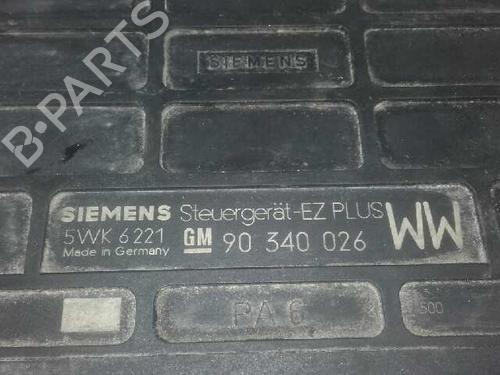 B-PARTS
SIEMENS
SIEMENS Steuergerät-EZ PLUS WW
5WK 6221 GM 90 340 026
Made in Germany
PA 6
500